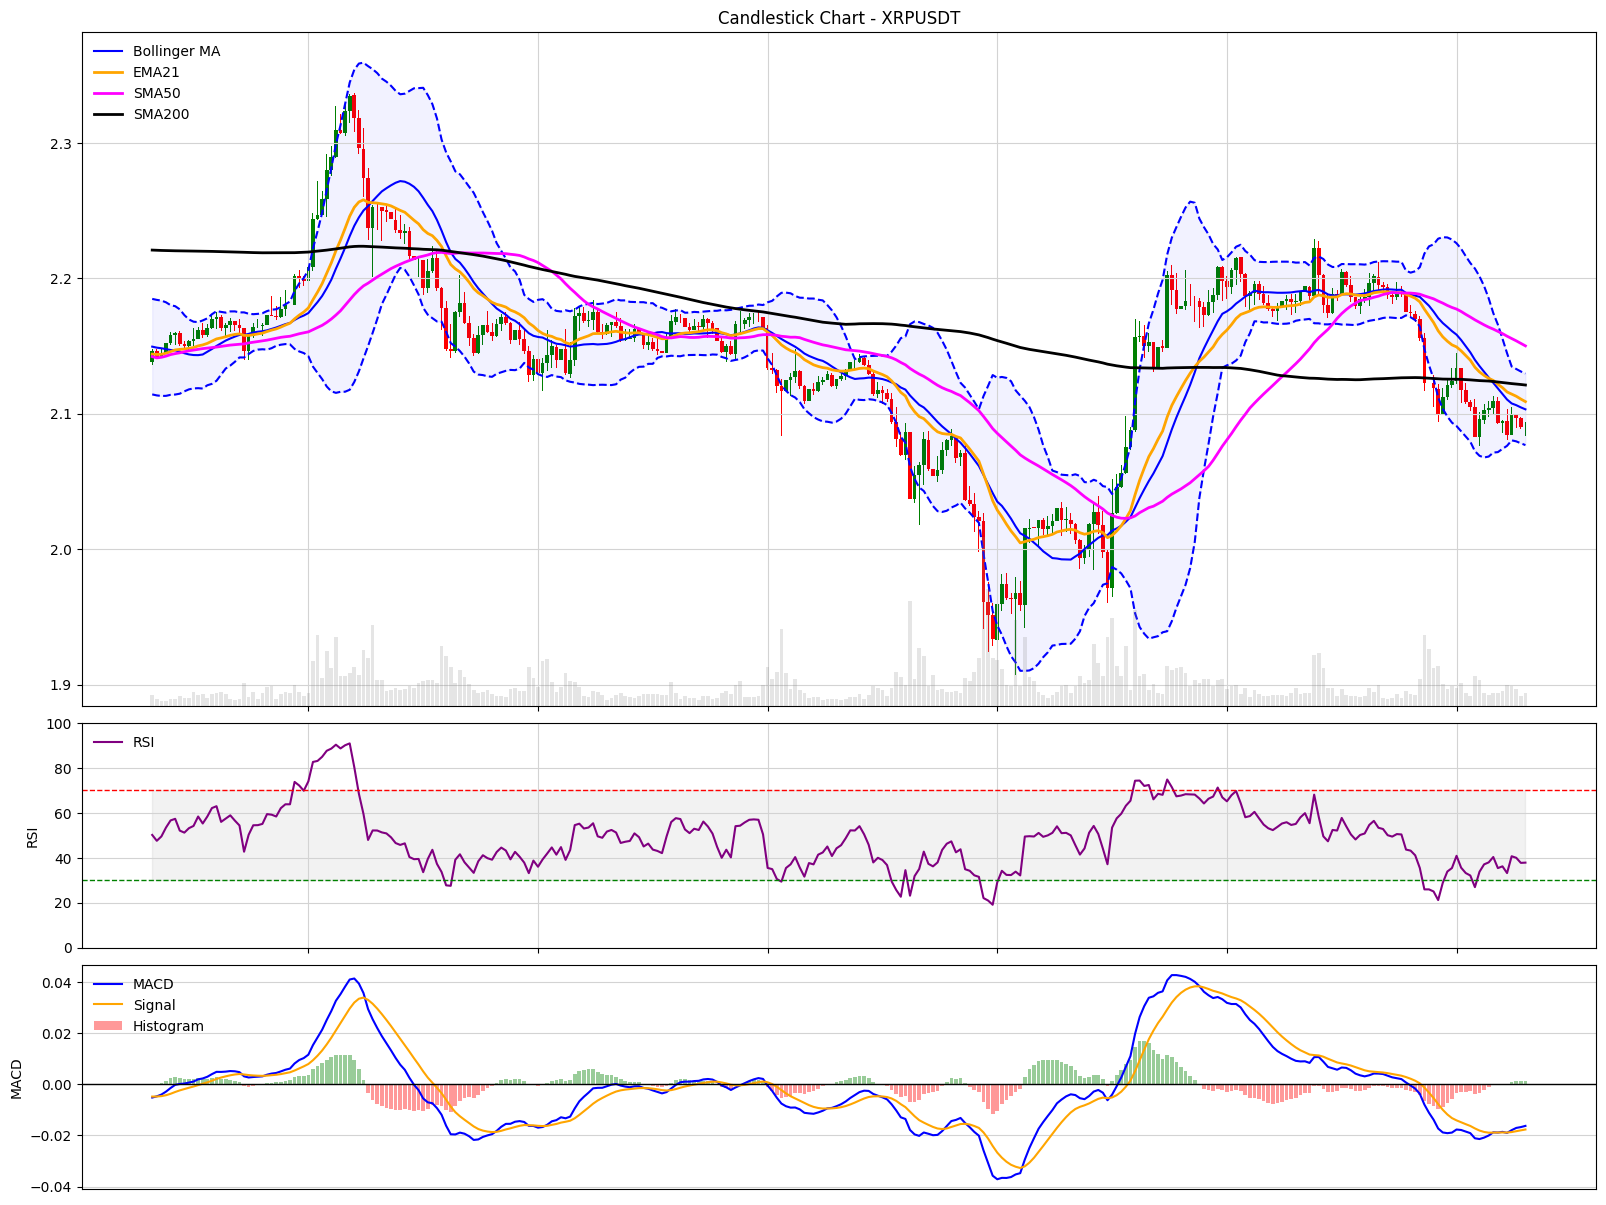 Candlestick Chart - XRPUSDT
Bollinger MA
EMA21
SMA50
SMA200
2.3
2.2
2.1
2.0
1.9
RSI
100
80
60
40
20
0
RSI
MACD
Signal
Histogram
0.04
0.02
0.00
−0.02
−0.04
MACD